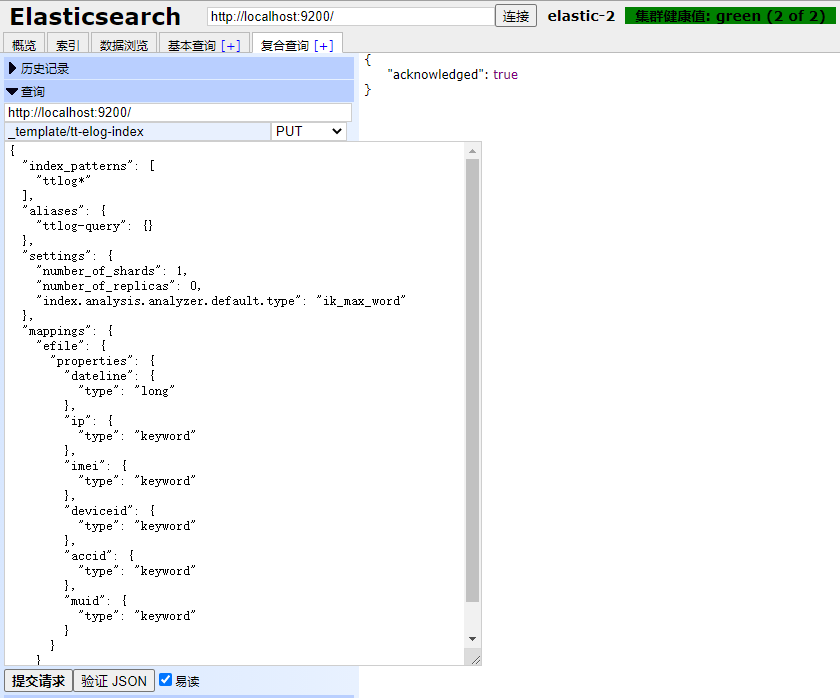 Elasticsearch http://localhost:9200/ 连接 elastic-2 集群健康值: green (2 of 2)
概览 索引 数据浏览 基本查询 [+] 复合查询 [+]
历史记录
查询
http://localhost:9200/
_template/tt-elog-index PUT
{
  "index_patterns": [
    "ttlog*"
  ],
  "aliases": {
    "ttlog-query": {}
  },
  "settings": {
    "number_of_shards": 1,
    "number_of_replicas": 0,
    "index.analysis.analyzer.default.type": "ik_max_word"
  },
  "mappings": {
    "efile": {
      "properties": {
        "dateline": {
          "type": "long"
        },
        "ip": {
          "type": "keyword"
        },
        "imei": {
          "type": "keyword"
        },
        "deviceid": {
          "type": "keyword"
        },
        "accid": {
          "type": "keyword"
        },
        "muid": {
          "type": "keyword"
        }
      }
    }
提交请求 验证 JSON 易读
{
    "acknowledged": true
}